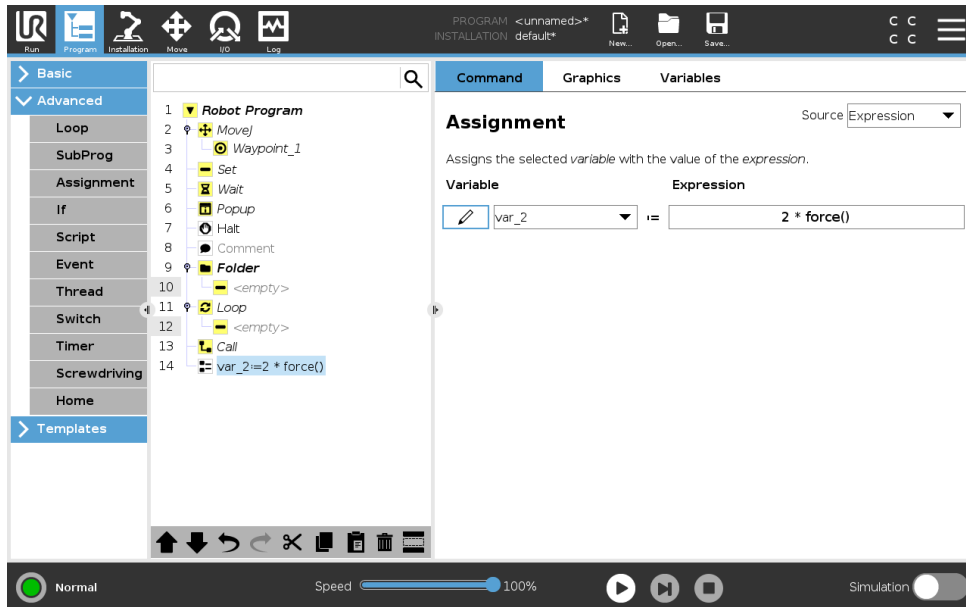 UR
PROGRAM <unnamed>*
INSTALLATION default*
C C
C C
Run
Program
Installation
Move
I/O
Log
New...
Open...
Save...
Basic
Advanced
Loop
SubProg
Assignment
If
Script
Event
Thread
Switch
Timer
Screwdriving
Home
Templates
1 Robot Program
2 MoveJ
3 Waypoint_1
4 Set
5 Wait
6 Popup
7 Halt
8 Comment
9 Folder
10 <empty>
11 Loop
12 <empty>
13 Call
14 var_2:=2 * force()
Command Graphics Variables
Assignment
Source Expression
Assigns the selected variable with the value of the expression.
Variable Expression
var_2 := 2 * force()
Normal
Speed 100%
Simulation